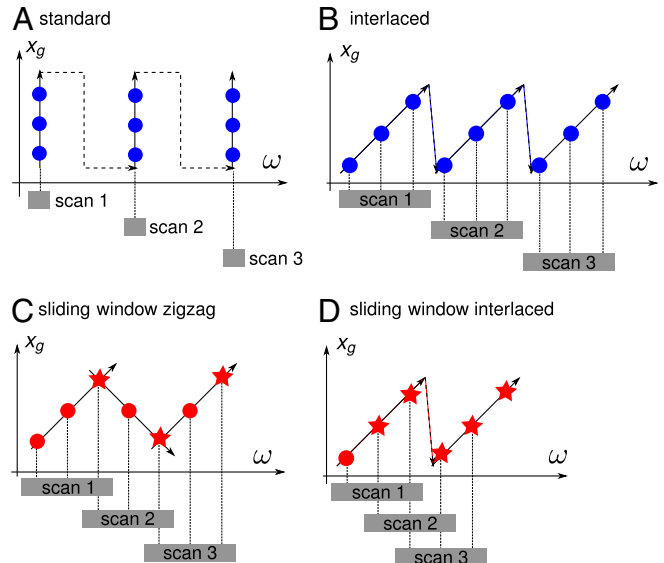 A standard
x_g
ω
scan 1
scan 2
scan 3
B interlaced
x_g
ω
scan 1
scan 2
scan 3
C sliding window zigzag
x_g
ω
scan 1
scan 2
scan 3
D sliding window interlaced
x_g
ω
scan 1
scan 2
scan 3